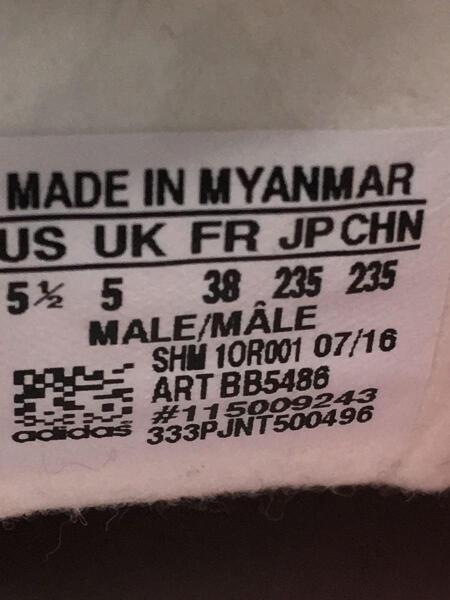 MADE IN MYANMAR
US UK FR JP CHN
5½ 5 38 235 235
MALE/MÂLE
SHM 10R001 07/16
ART BB5486
#115009243
adidas 333PJNT500496